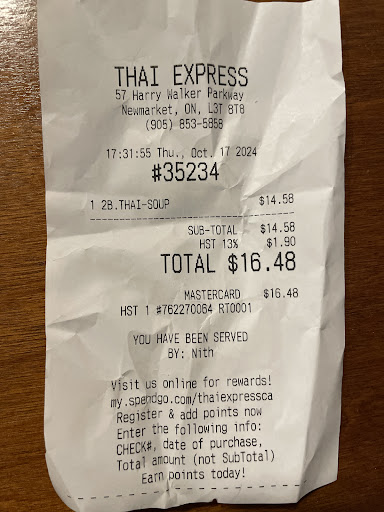 THAI EXPRESS
57 Harry Walker Parkway
Newmarket, ON, L3T 8T8
(905) 853-5858
17:31:55 Thu., Oct. 17 2024
#35234
1 2B.THAI-SOUP $14.58
SUB-TOTAL $14.58
HST 13% $1.90
TOTAL $16.48
MASTERCARD $16.48
HST 1 #762270064 RT0001
YOU HAVE BEEN SERVED
BY: Nith
Visit us online for rewards!
my.spendgo.com/thaiexpressca
Register & add points now
Enter the following info:
CHECK#, date of purchase,
Total amount (not SubTotal)
Earn points today!